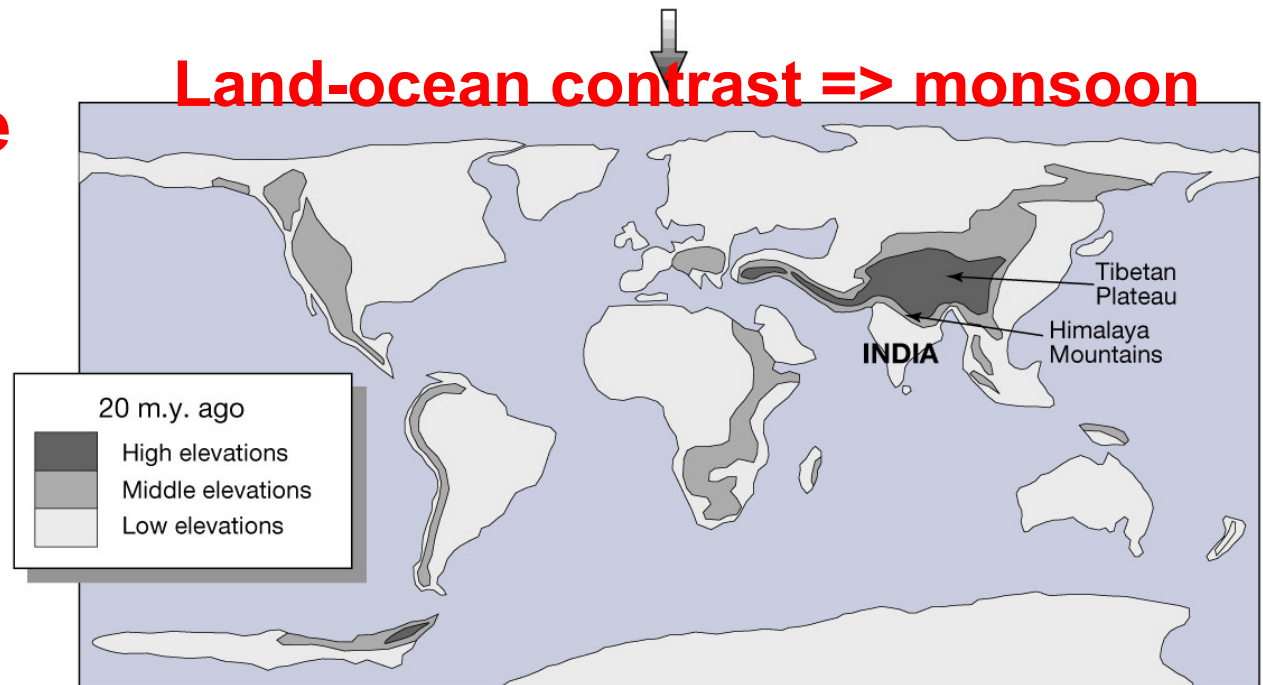 Land-ocean contrast => monsoon
e
Tibetan
Plateau
Himalaya
Mountains
INDIA
20 m.y. ago
High elevations
Middle elevations
Low elevations